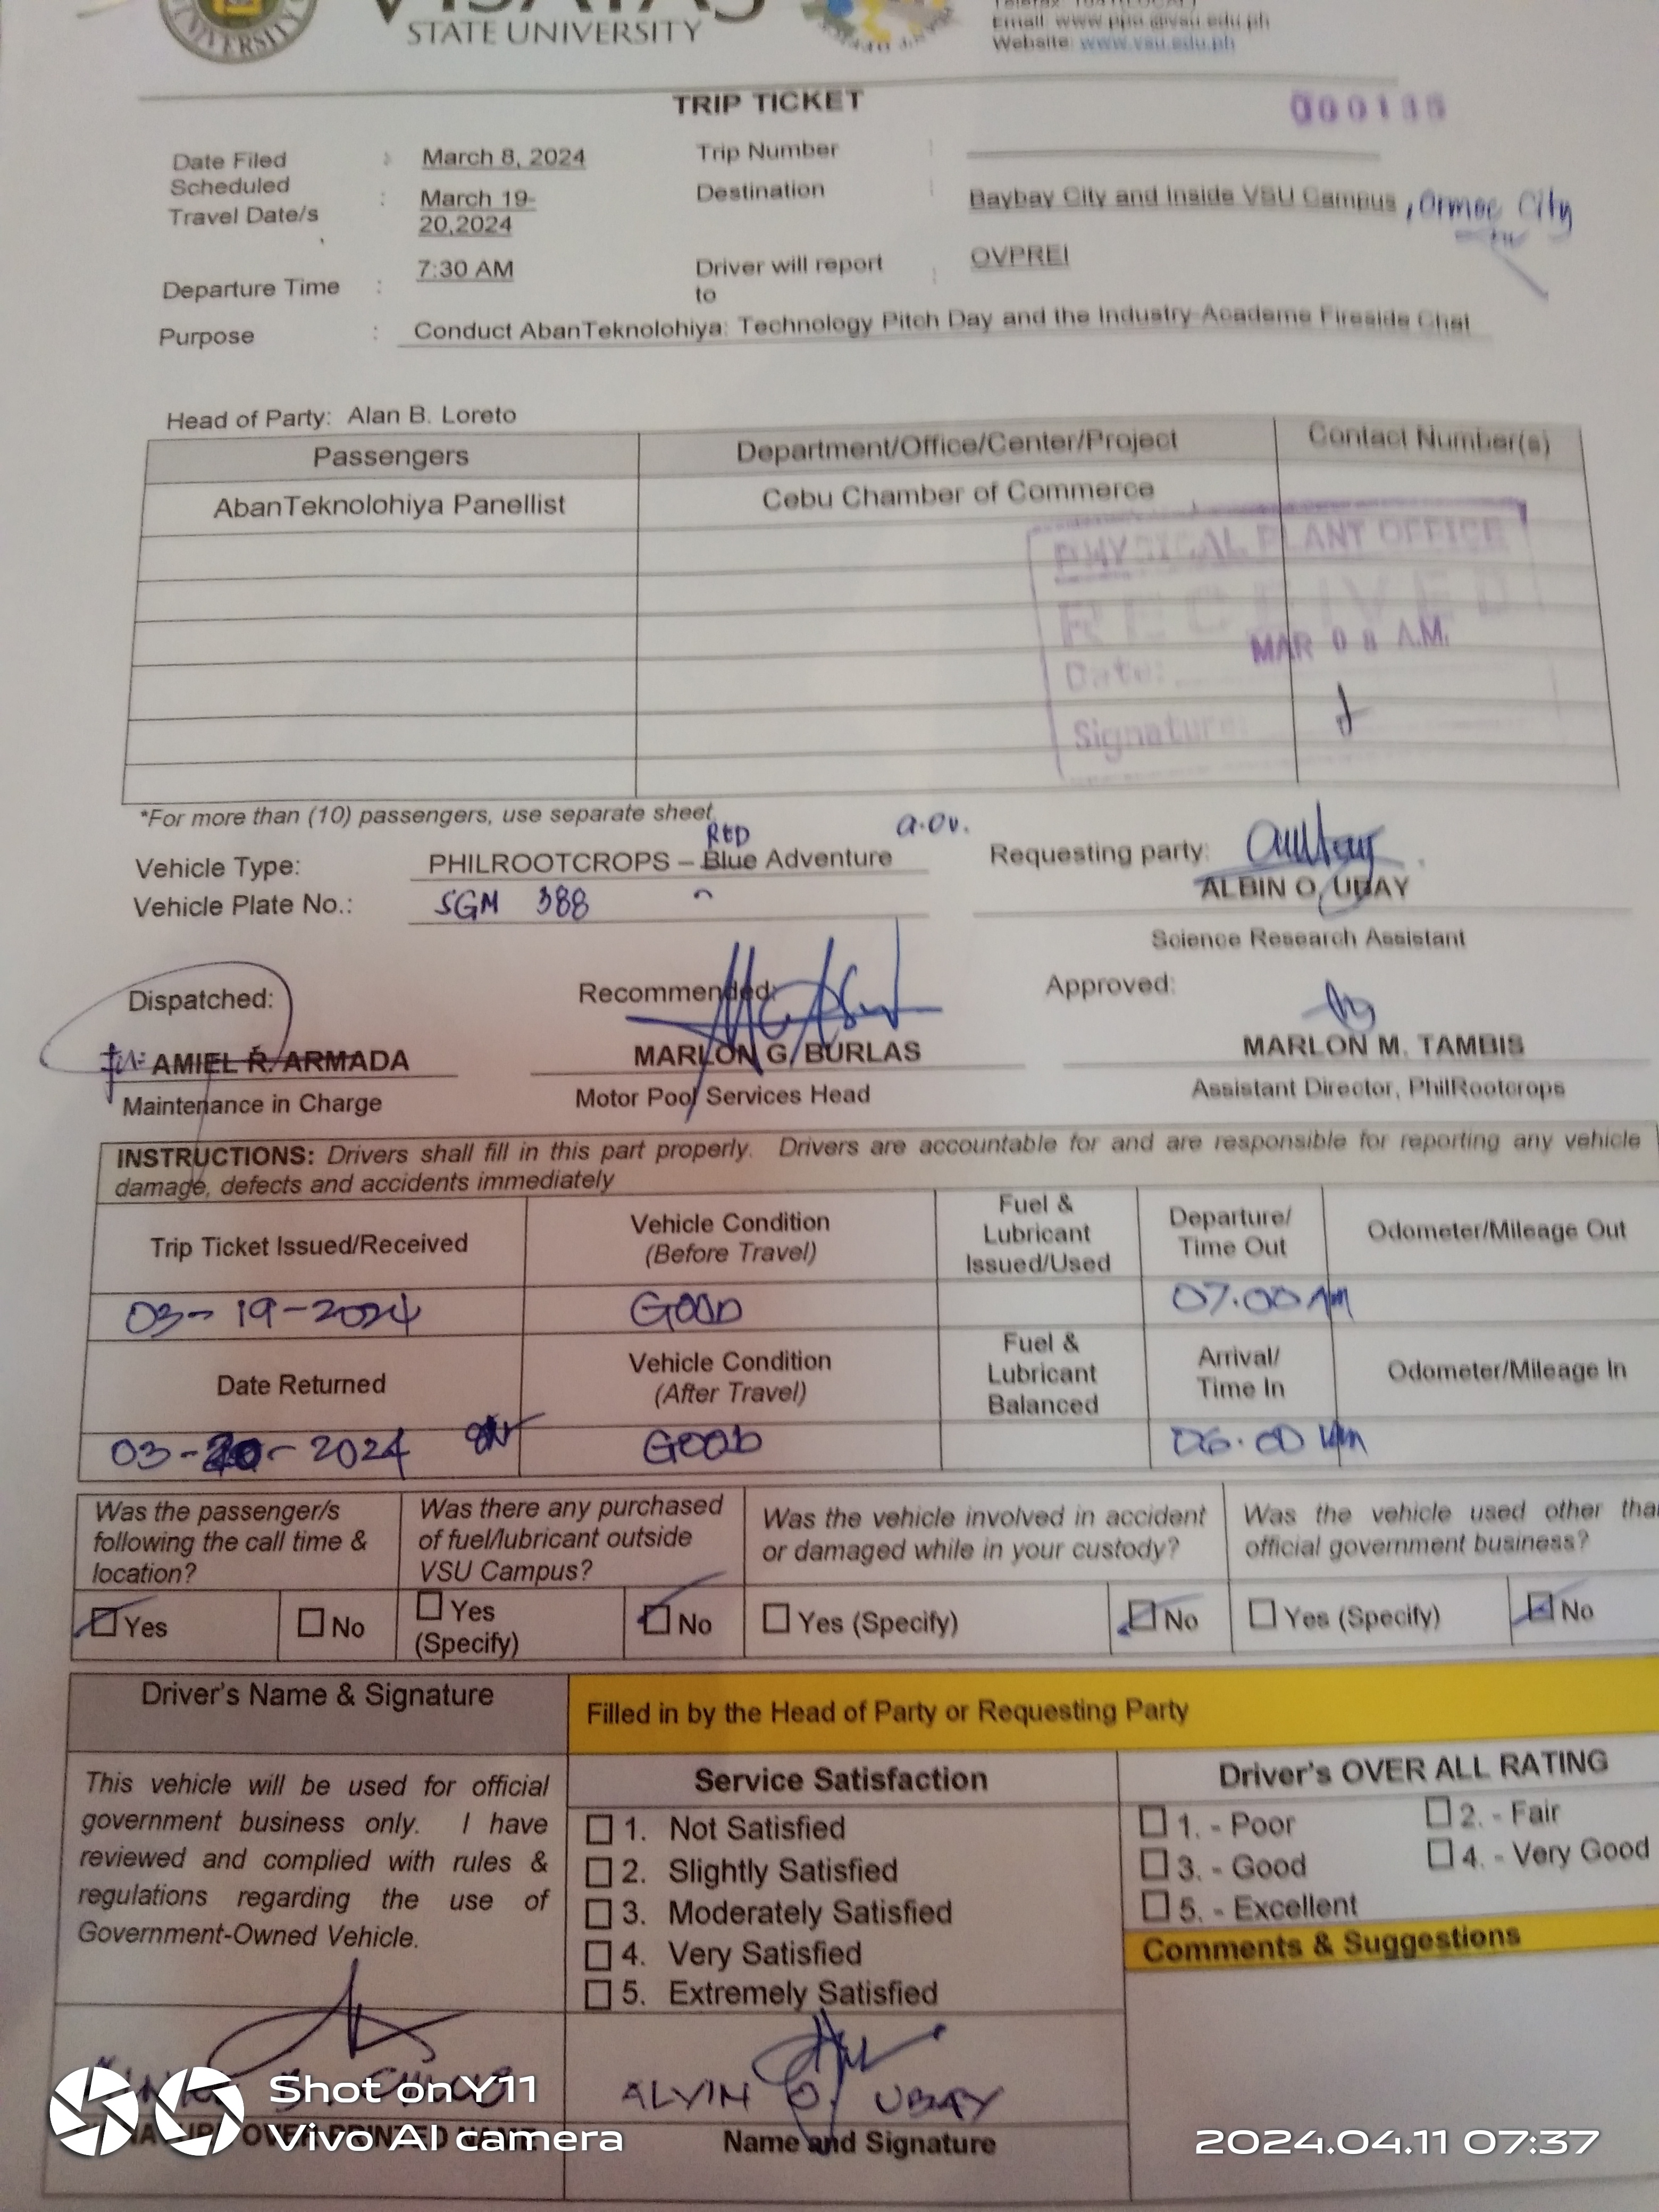 STATE UNIVERSITY
Email: www.ppo@vsu.edu.ph
Website: www.vsu.edu.ph
TRIP TICKET
Date Filed : March 8, 2024 Trip Number :
Scheduled Travel Date/s : March 19-20,2024 Destination : Baybay City and Inside VSU Campus, Ormoc City
Departure Time : 7:30 AM Driver will report to : OVPREI
Purpose : Conduct AbanTeknolohiya: Technology Pitch Day and the Industry-Academe Fireside Chat
Head of Party: Alan B. Loreto
Passengers Department/Office/Center/Project Contact Number(s)
AbanTeknolohiya Panellist Cebu Chamber of Commerce
PHYSICAL PLANT OFFICE
RECEIVED
Date: MAR 08 A.M.
Signature:
*For more than (10) passengers, use separate sheet.
RED
Vehicle Type: PHILROOTCROPS – Blue Adventure Requesting party:
Vehicle Plate No.: SGM 388 ALBIN O. UBAY
Science Research Assistant
Dispatched: Recommended: Approved:
AMIEL R. ARMADA MARLON G. BURLAS MARLON M. TAMBIS
Maintenance in Charge Motor Pool Services Head Assistant Director, PhilRootcrops
INSTRUCTIONS: Drivers shall fill in this part properly. Drivers are accountable for and are responsible for reporting any vehicle
damage, defects and accidents immediately
Trip Ticket Issued/Received Vehicle Condition (Before Travel) Fuel & Lubricant Issued/Used Departure/ Time Out Odometer/Mileage Out
03-19-2024 GOOD 07.00 AM
Date Returned Vehicle Condition (After Travel) Fuel & Lubricant Balanced Arrival/ Time In Odometer/Mileage In
03-20-2024 GOOD 06.00
Was the passenger/s following the call time & location? Was there any purchased of fuel/lubricant outside VSU Campus? Was the vehicle involved in accident or damaged while in your custody? Was the vehicle used other than official government business?
Yes No Yes (Specify) No Yes (Specify) No Yes (Specify) No
Driver's Name & Signature Filled in by the Head of Party or Requesting Party
This vehicle will be used for official
government business only. I have
reviewed and complied with rules &
regulations regarding the use of
Government-Owned Vehicle.
Service Satisfaction
1. Not Satisfied
2. Slightly Satisfied
3. Moderately Satisfied
4. Very Satisfied
5. Extremely Satisfied
Driver's OVER ALL RATING
1. - Poor 2. - Fair
3. - Good 4. - Very Good
5. - Excellent
Comments & Suggestions
ALVIN O. UBAY
Name and Signature
Shot on Y11
Vivo AI camera
2024.04.11 07:37